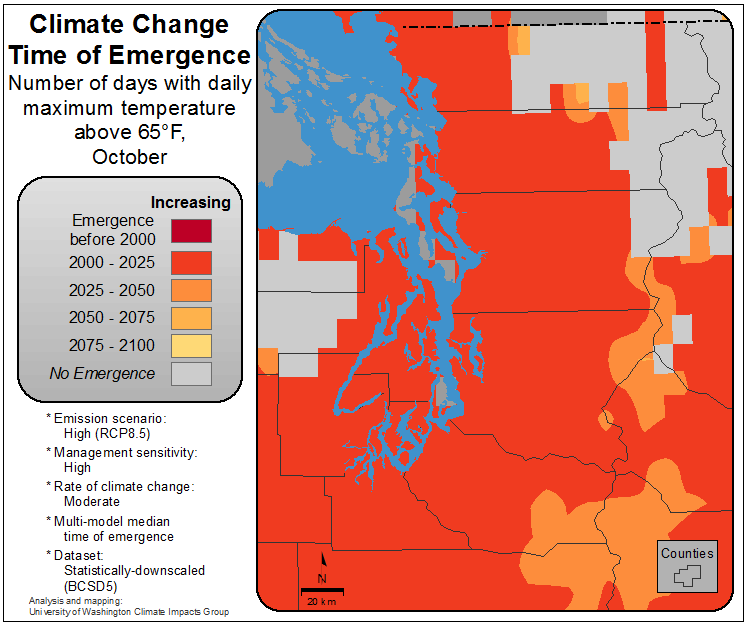 Climate Change
Time of Emergence
Number of days with daily
maximum temperature
above 65°F,
October
Increasing
Emergence
before 2000
2000 - 2025
2025 - 2050
2050 - 2075
2075 - 2100
No Emergence
* Emission scenario:
High (RCP8.5)
* Management sensitivity:
High
* Rate of climate change:
Moderate
* Multi-model median
time of emergence
* Dataset:
Statistically-downscaled
(BCSD5)
Analysis and mapping:
University of Washington Climate Impacts Group
N
20 km
Counties